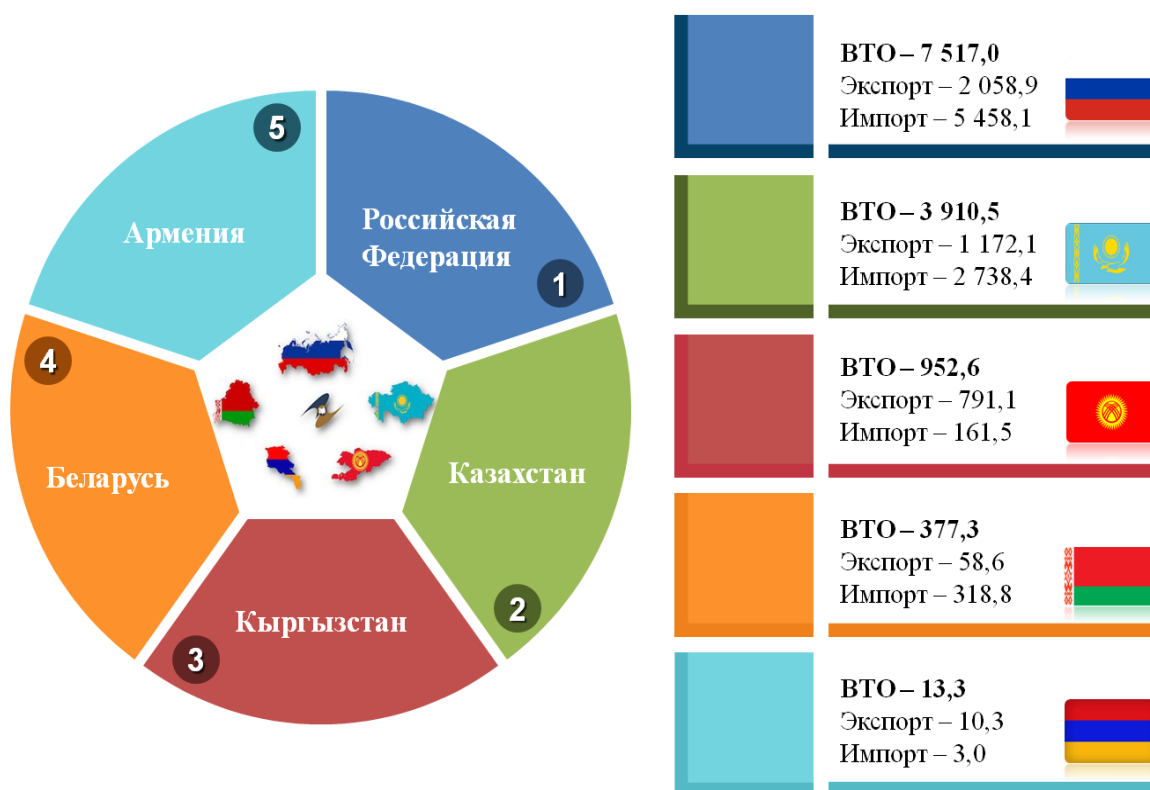 5
Армения
Российская
Федерация
1
4
Беларусь
Казахстан
2
Кыргызстан
3
ВТО – 7 517,0
Экспорт – 2 058,9
Импорт – 5 458,1
ВТО – 3 910,5
Экспорт – 1 172,1
Импорт – 2 738,4
ВТО – 952,6
Экспорт – 791,1
Импорт – 161,5
ВТО – 377,3
Экспорт – 58,6
Импорт – 318,8
ВТО – 13,3
Экспорт – 10,3
Импорт – 3,0